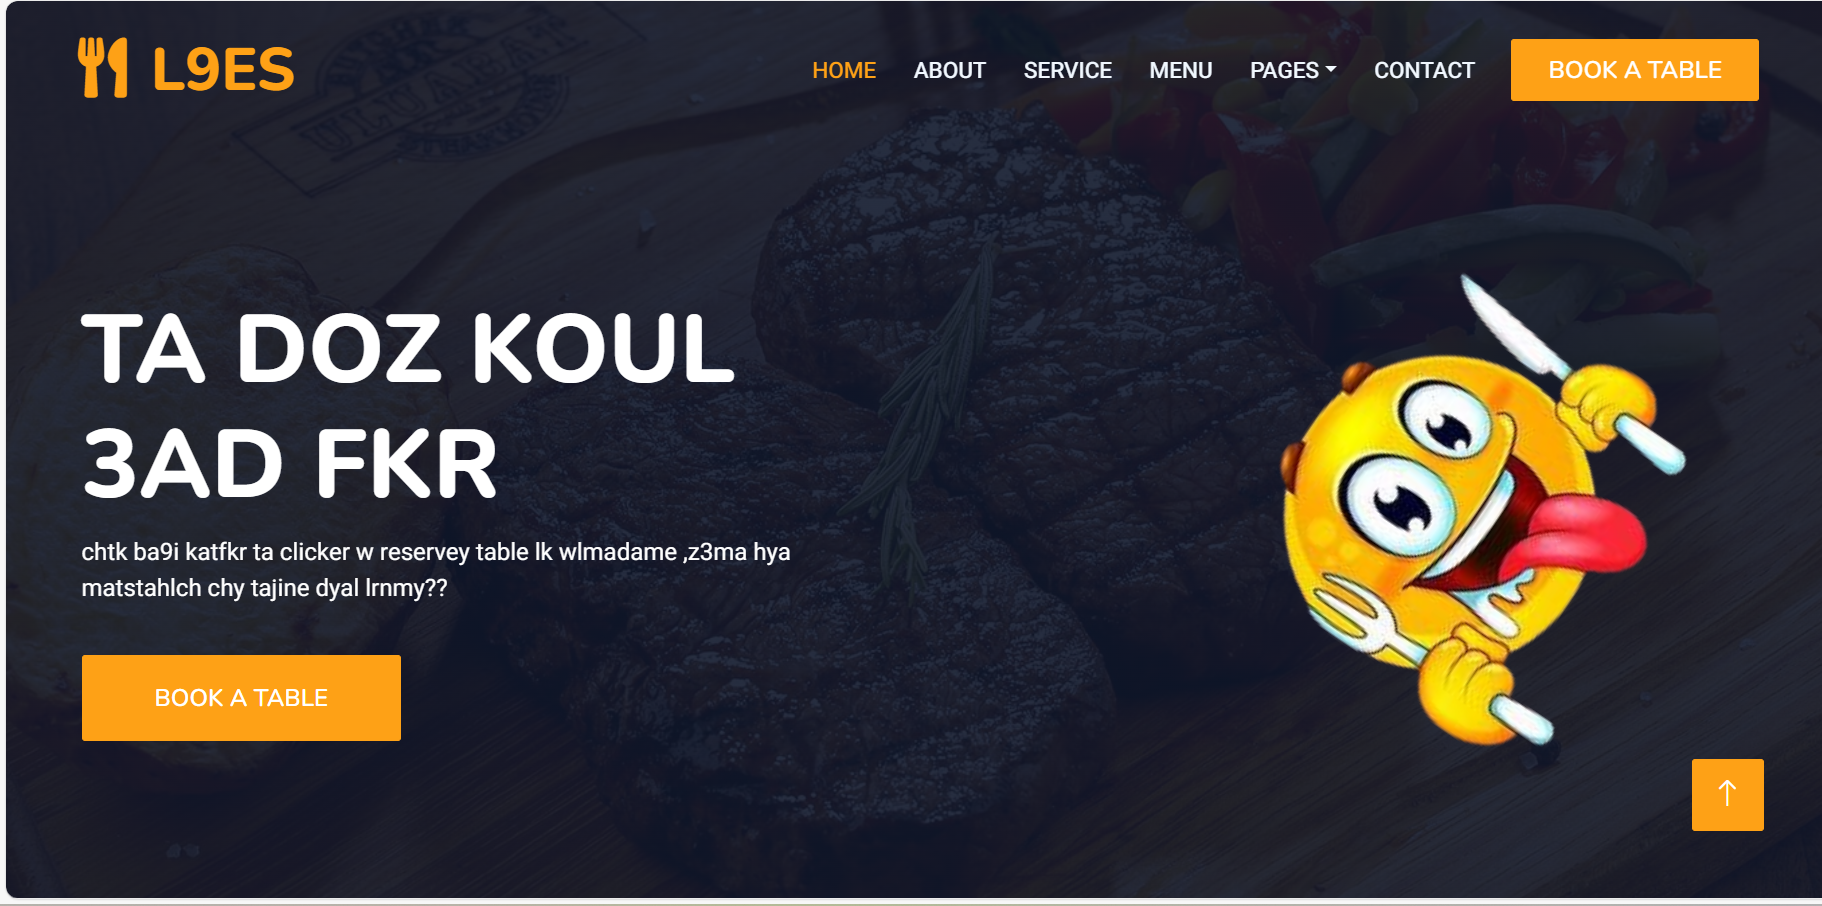 L9ES
HOME ABOUT SERVICE MENU PAGES CONTACT BOOK A TABLE
TA DOZ KOUL
3AD FKR
chtk ba9i katfkr ta clicker w reservey table lk wlmadame ,z3ma hya
matstahlch chy tajine dyal lrnmy??
BOOK A TABLE